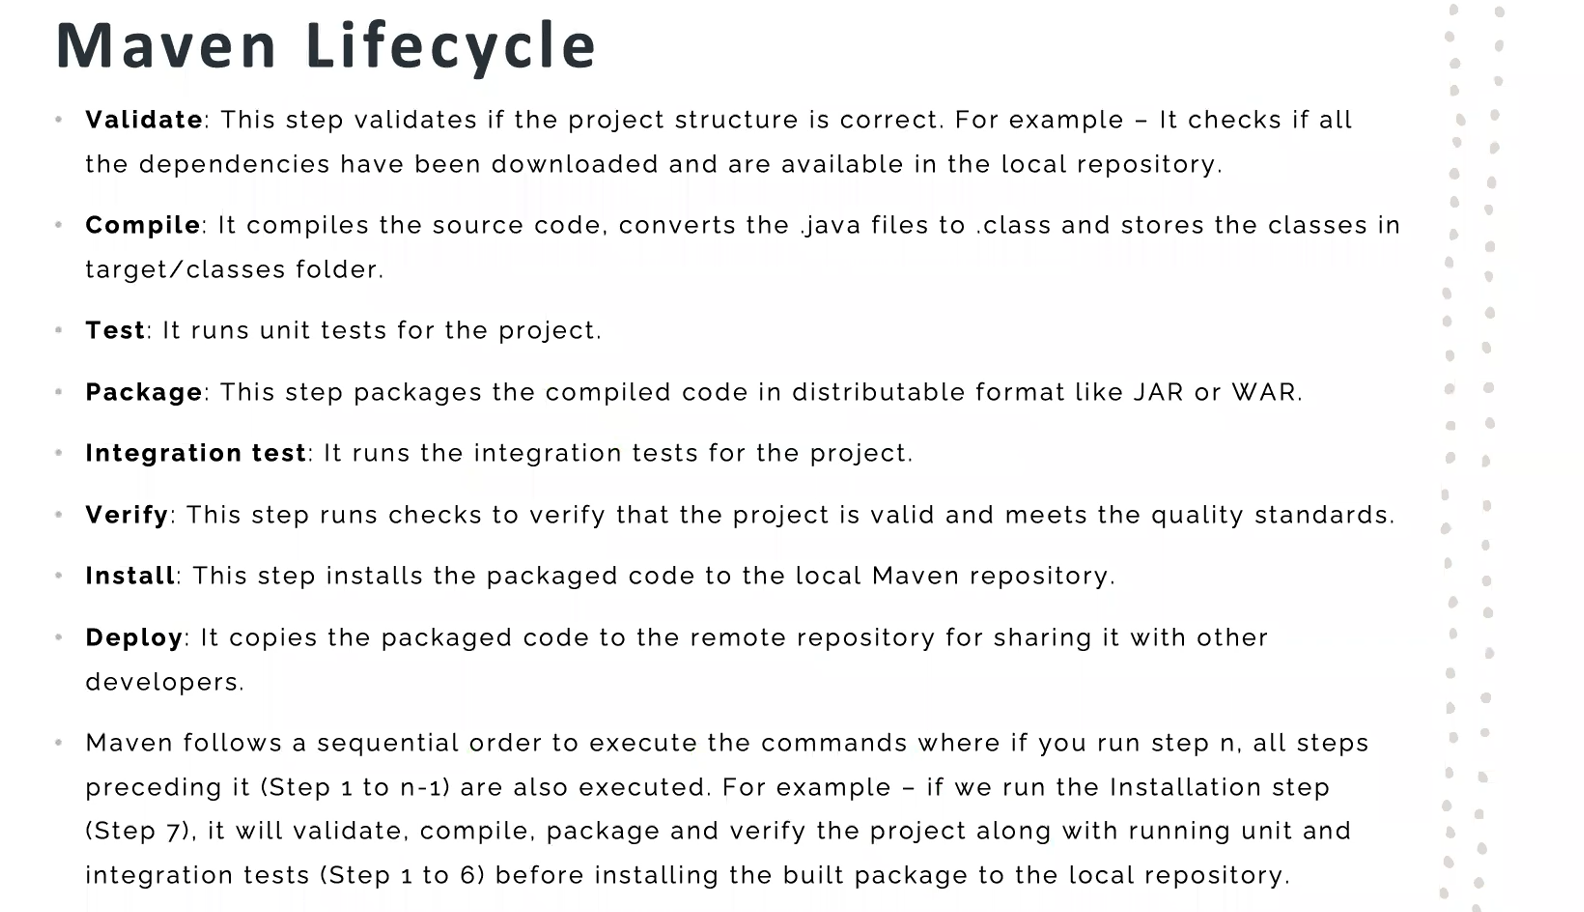 Maven Lifecycle
• Validate: This step validates if the project structure is correct. For example – It checks if all
the dependencies have been downloaded and are available in the local repository.
• Compile: It compiles the source code, converts the .java files to .class and stores the classes in
target/classes folder.
• Test: It runs unit tests for the project.
• Package: This step packages the compiled code in distributable format like JAR or WAR.
• Integration test: It runs the integration tests for the project.
• Verify: This step runs checks to verify that the project is valid and meets the quality standards.
• Install: This step installs the packaged code to the local Maven repository.
• Deploy: It copies the packaged code to the remote repository for sharing it with other
developers.
• Maven follows a sequential order to execute the commands where if you run step n, all steps
preceding it (Step 1 to n-1) are also executed. For example – if we run the Installation step
(Step 7), it will validate, compile, package and verify the project along with running unit and
integration tests (Step 1 to 6) before installing the built package to the local repository.